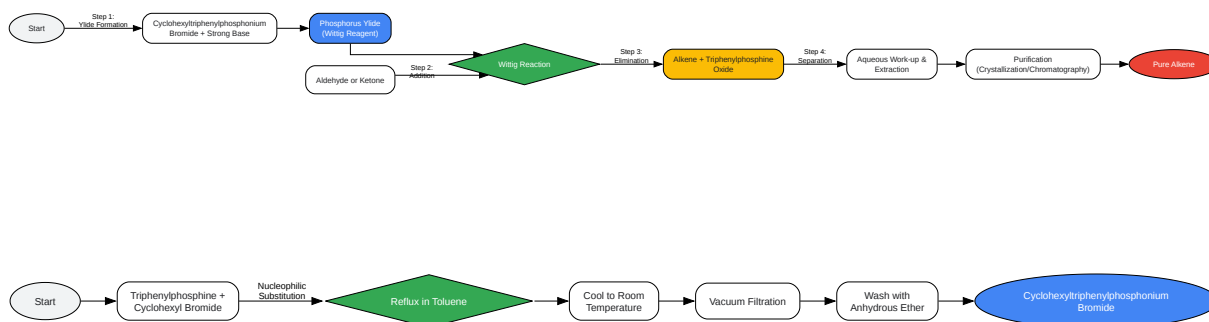 Start
Step 1:
Ylide Formation
Cyclohexyltriphenylphosphonium
Bromide + Strong Base
Phosphorus Ylide
(Wittig Reagent)
Aldehyde or Ketone
Step 2:
Addition
Wittig Reaction
Step 3:
Elimination
Alkene + Triphenylphosphine
Oxide
Step 4:
Separation
Aqueous Work-up &
Extraction
Purification
(Crystallization/Chromatography)
Pure Alkene
Start
Triphenylphosphine +
Cyclohexyl Bromide
Nucleophilic
Substitution
Reflux in Toluene
Cool to Room
Temperature
Vacuum Filtration
Wash with
Anhydrous Ether
Cyclohexyltriphenylphosphonium
Bromide